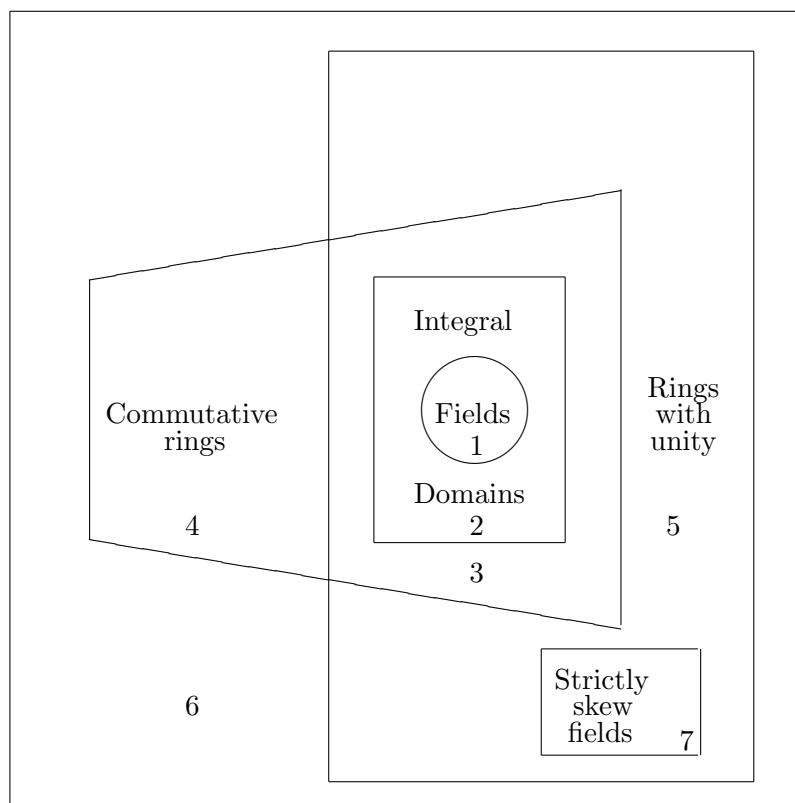 Integral
Fields
1
Domains
2
3
Commutative
rings
4
Rings
with
unity
5
6
Strictly
skew
fields
7